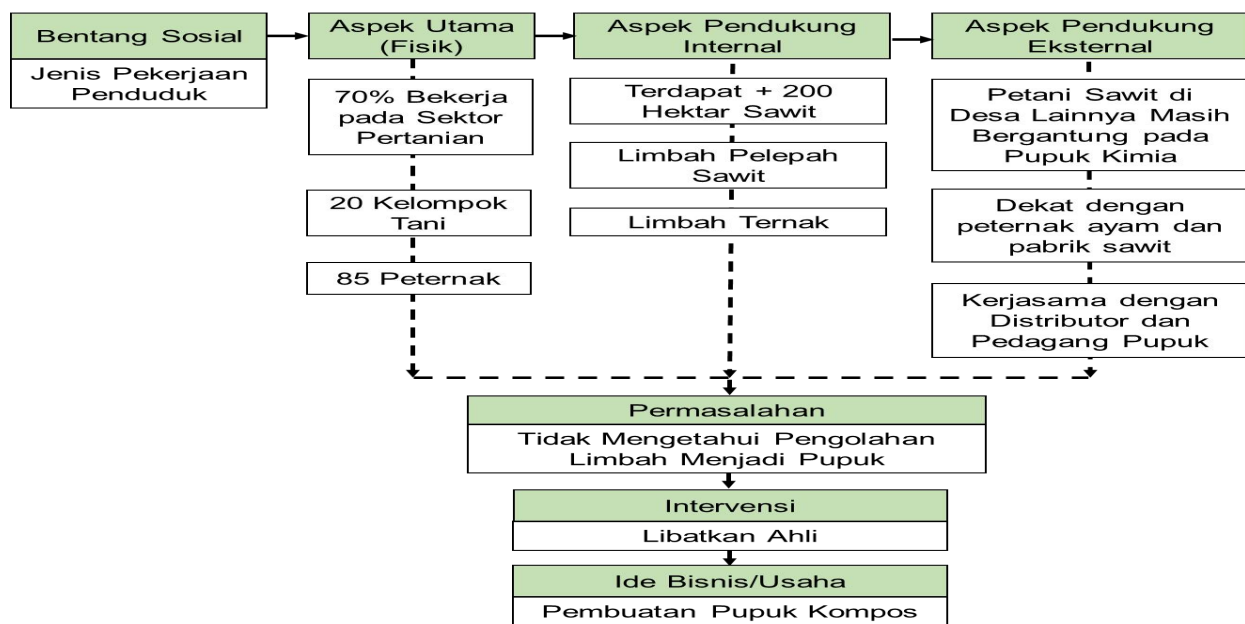 Bentang Sosial
Jenis Pekerjaan
Penduduk
Aspek Utama
(Fisik)
70% Bekerja
pada Sektor
Pertanian
20 Kelompok
Tani
85 Peternak
Aspek Pendukung
Internal
Terdapat + 200
Hektar Sawit
Limbah Pelepah
Sawit
Limbah Ternak
Aspek Pendukung
Eksternal
Petani Sawit di
Desa Lainnya Masih
Bergantung pada
Pupuk Kimia
Dekat dengan
peternak ayam dan
pabrik sawit
Kerjasama dengan
Distributor dan
Pedagang Pupuk
Permasalahan
Tidak Mengetahui Pengolahan
Limbah Menjadi Pupuk
Intervensi
Libatkan Ahli
Ide Bisnis/Usaha
Pembuatan Pupuk Kompos